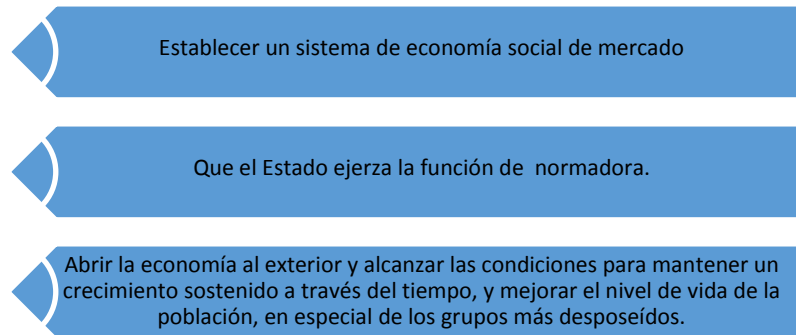 Establecer un sistema de economía social de mercado
Que el Estado ejerza la función de  normadora.
Abrir la economía al exterior y alcanzar las condiciones para mantener un
crecimiento sostenido a través del tiempo, y mejorar el nivel de vida de la
población, en especial de los grupos más desposeídos.